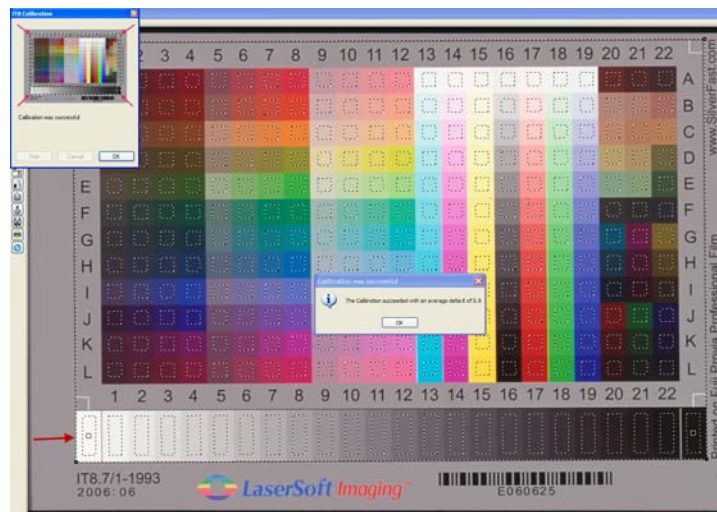 IT8 Calibration
Calibration was successful
OK
1 2 3 4 5 6 7 8 9 10 11 12 13 14 15 16 17 18 19 20 21 22
A
B
C
D
E
F
G
H
I
J
K
L
E
F
G
H
I
J
K
L
Calibration was successful
The Calibration succeeded with an average delta E of 0.9
OK
1 2 3 4 5 6 7 8 9 10 11 12 13 14 15 16 17 18 19 20 21 22
www.SilverFast.com
Printed on Fuji Provia Professional Film
IT8.7/1-1993
2006:06
LaserSoft Imaging
E060625